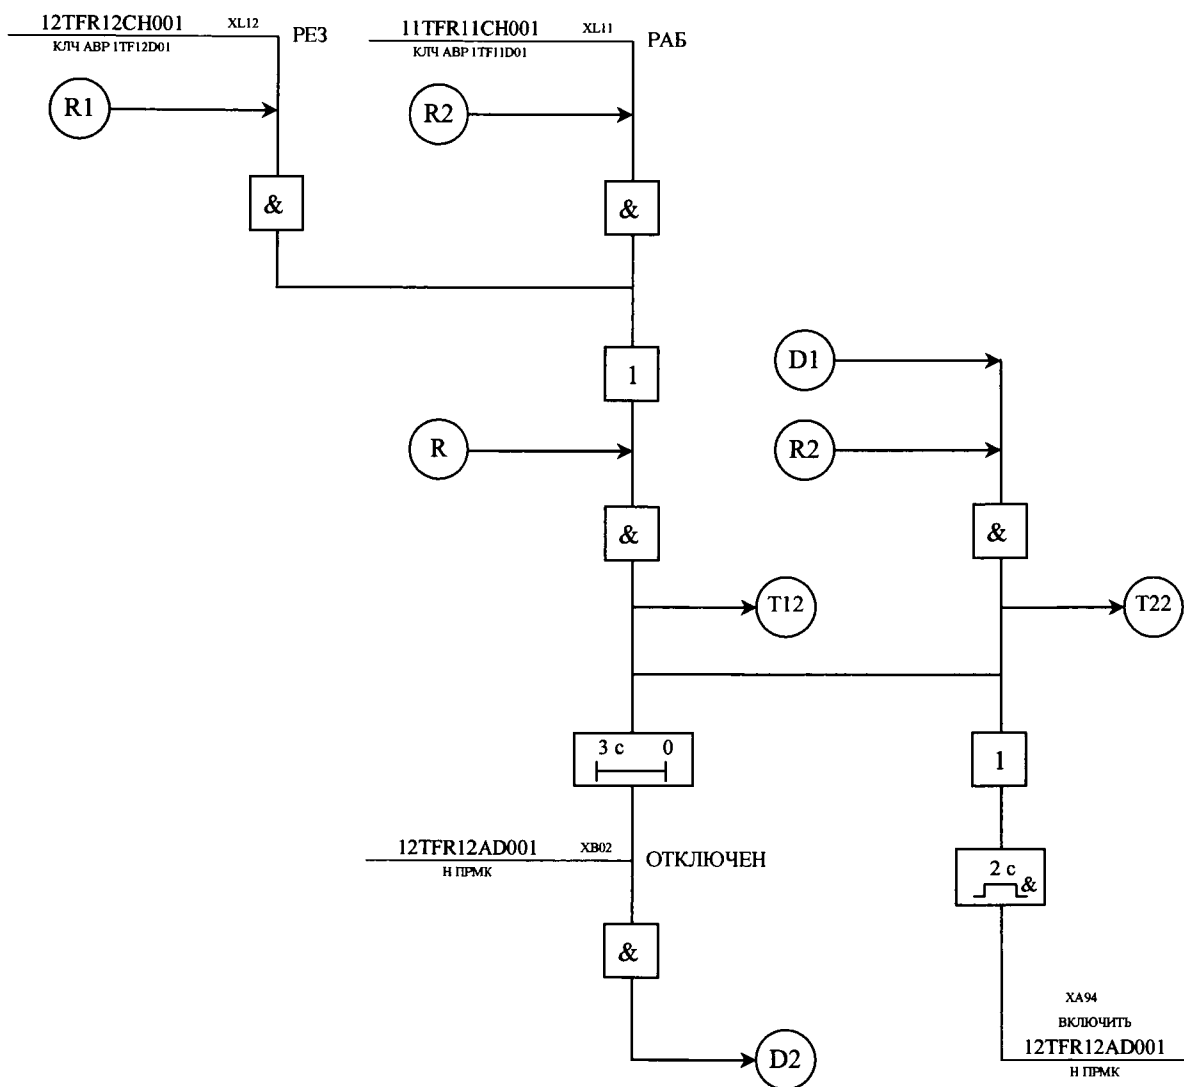 12TFR12CH001 XL12 РЕЗ
КЛЧ АВР 1TF12D01
11TFR11CH001 XL11 РАБ
КЛЧ АВР 1TF11D01
R1
R2
&
&
1
D1
R
R2
&
&
T12
T22
3 с 0
1
12TFR12AD001 XB02 ОТКЛЮЧЕН
Н ПРМК
2 с
&
&
XA94
ВКЛЮЧИТЬ
12TFR12AD001
Н ПРМК
D2